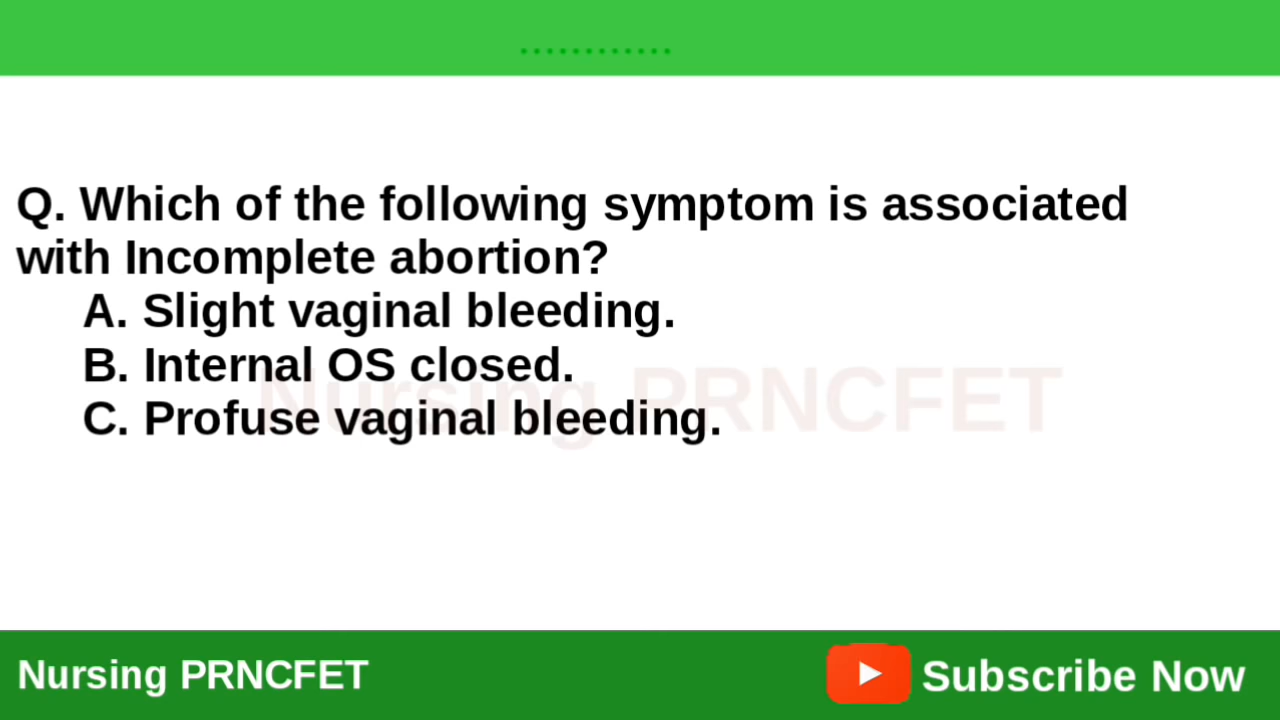 ............
Q. Which of the following symptom is associated
with Incomplete abortion?
A. Slight vaginal bleeding.
B. Internal OS closed.
C. Profuse vaginal bleeding.
Nursing PRNCFET
Nursing PRNCFET
Subscribe Now